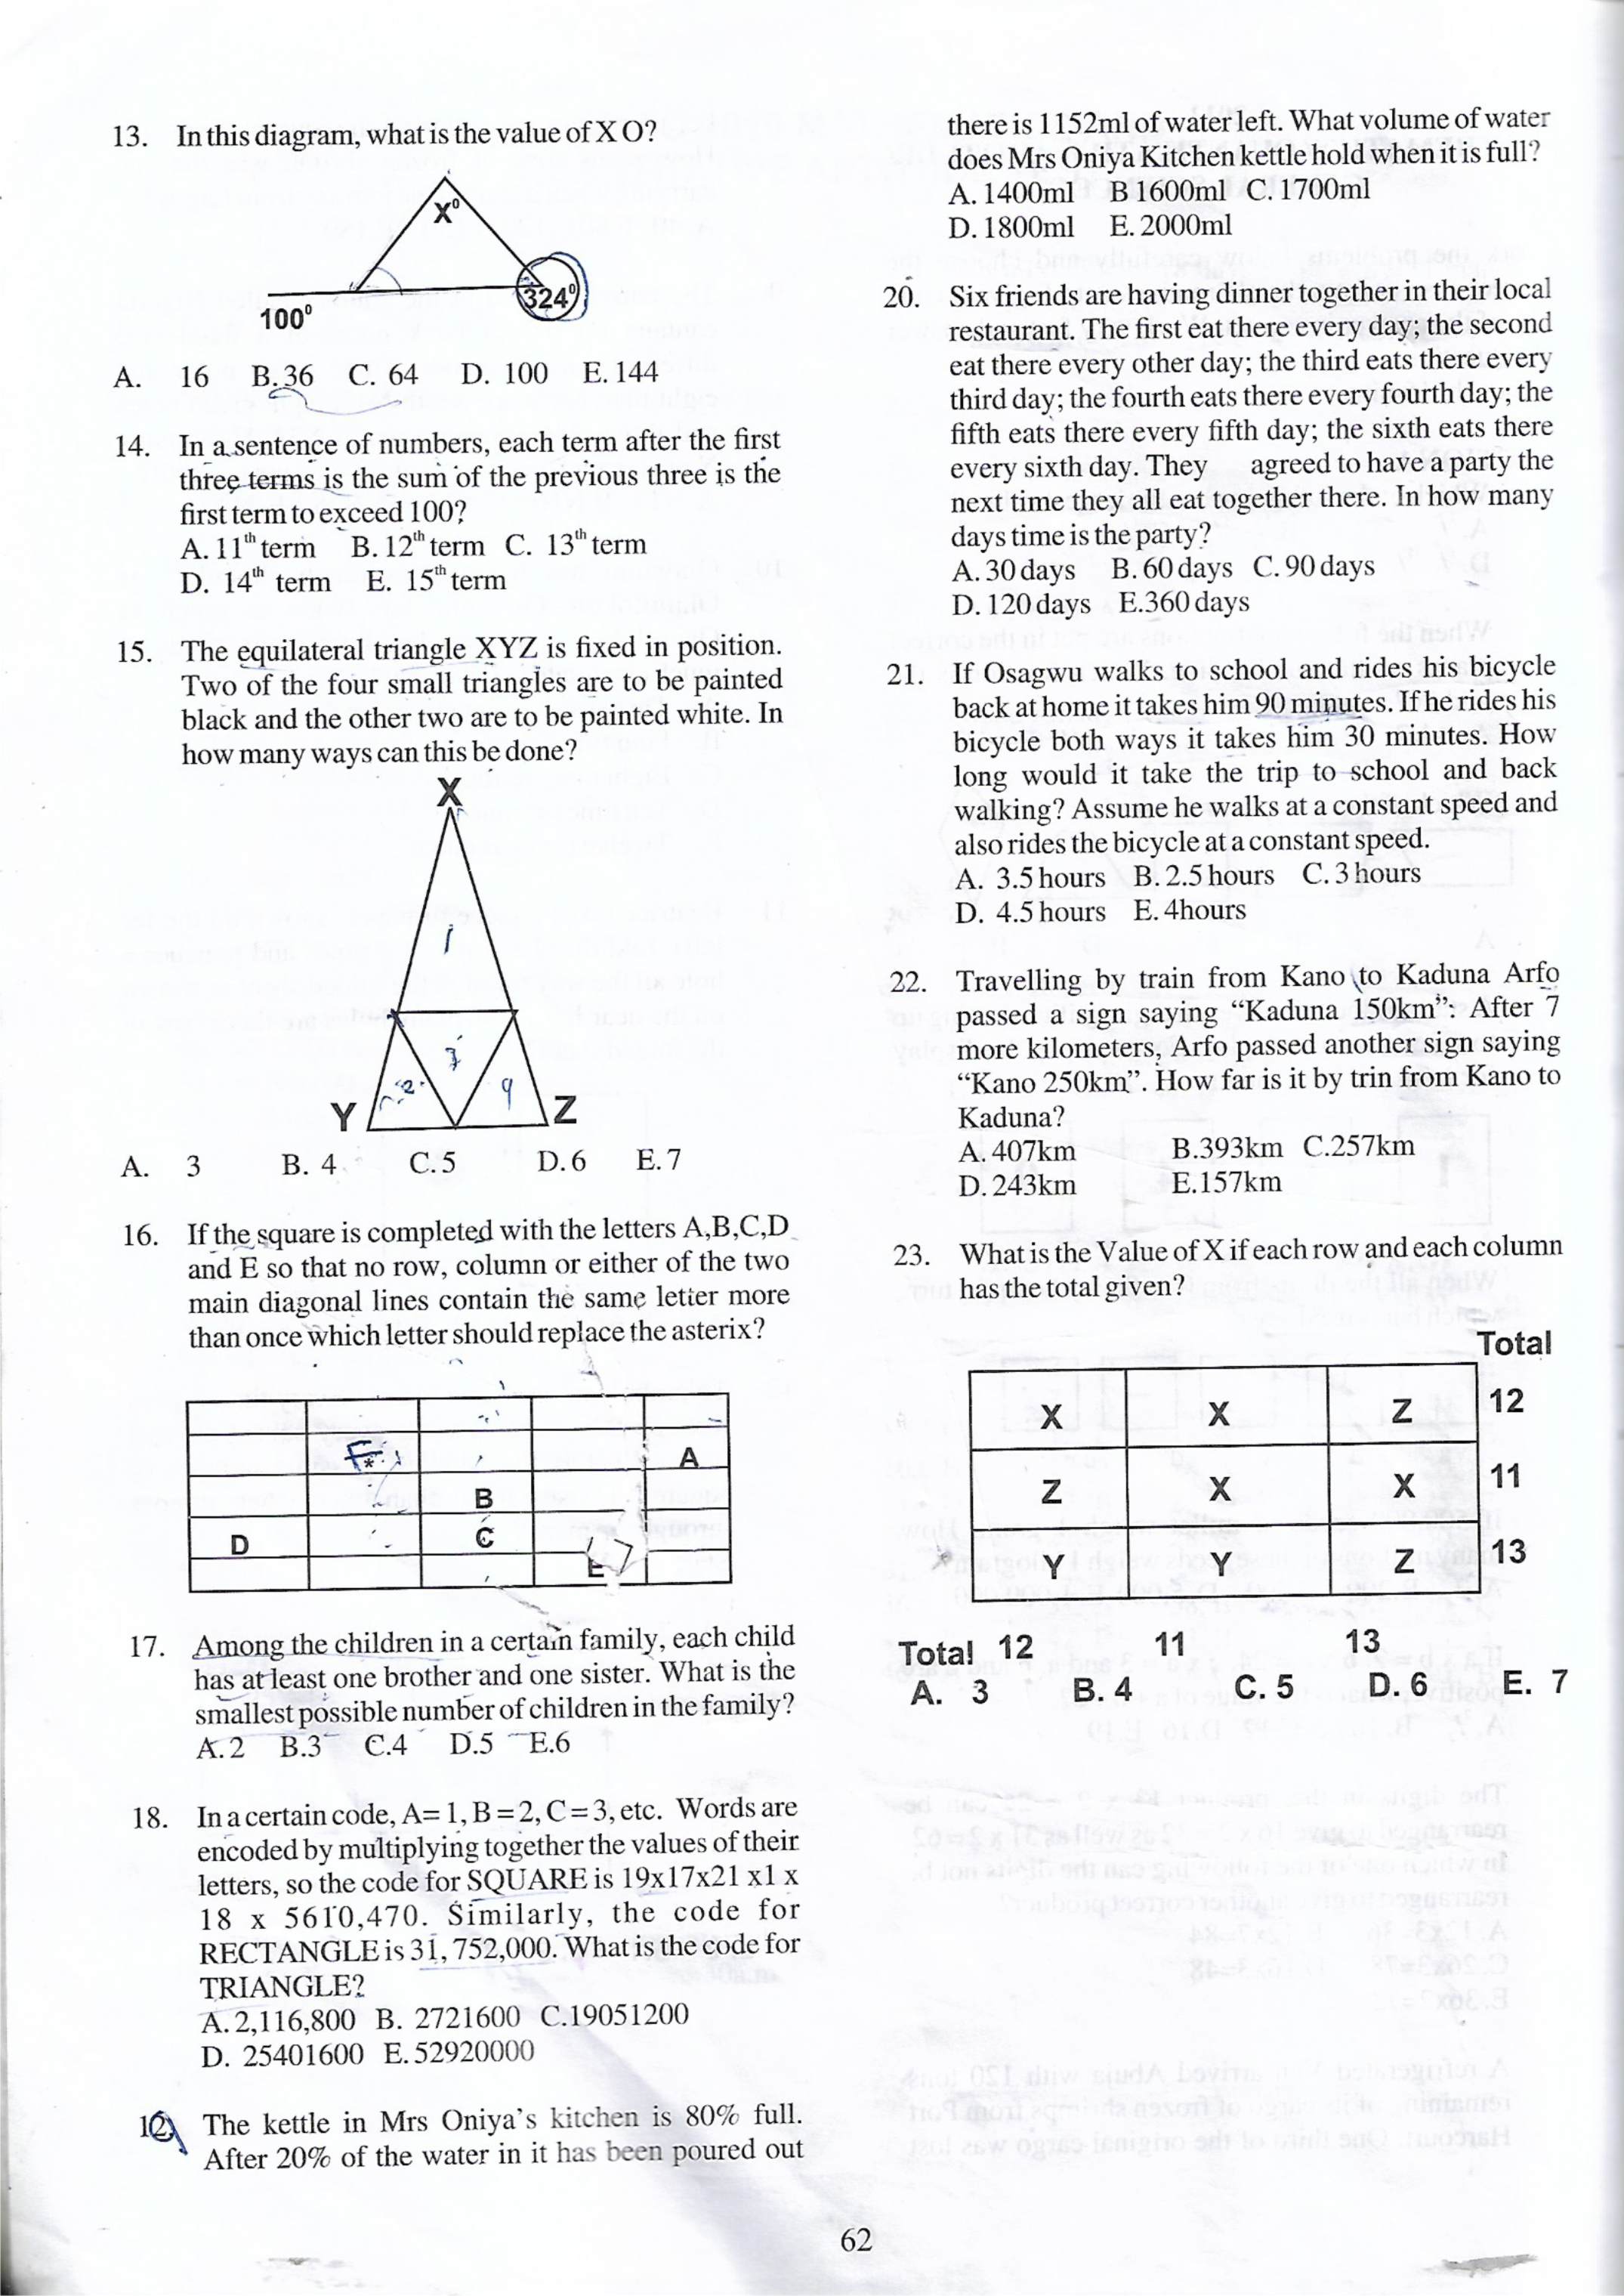 13. In this diagram, what is the value of X O?
X⁰
324⁰
100⁰
A. 16 B. 36 C. 64 D. 100 E. 144
14. In a sentence of numbers, each term after the first
three terms is the sum of the previous three is the
first term to exceed 100?
A. 11th term B. 12th term C. 13th term
D. 14th term E. 15th term
15. The equilateral triangle XYZ is fixed in position.
Two of the four small triangles are to be painted
black and the other two are to be painted white. In
how many ways can this be done?
X
1
3
2 9
Y Z
A. 3 B. 4 C. 5 D. 6 E. 7
16. If the square is completed with the letters A,B,C,D
and E so that no row, column or either of the two
main diagonal lines contain the same letter more
than once which letter should replace the asterix?
* A
B
D C
E
17. Among the children in a certain family, each child
has at least one brother and one sister. What is the
smallest possible number of children in the family?
A. 2 B.3 C.4 D.5 E.6
18. In a certain code, A= 1, B = 2, C = 3, etc. Words are
encoded by multiplying together the values of their
letters, so the code for SQUARE is 19x17x21 x1 x
18 x 5610,470. Similarly, the code for
RECTANGLE is 31, 752,000. What is the code for
TRIANGLE?
A. 2,116,800 B. 2721600 C.19051200
D. 25401600 E. 52920000
The kettle in Mrs Oniya's kitchen is 80% full.
After 20% of the water in it has been poured out
there is 1152ml of water left. What volume of water
does Mrs Oniya Kitchen kettle hold when it is full?
A. 1400ml B 1600ml C. 1700ml
D. 1800ml E. 2000ml
20. Six friends are having dinner together in their local
restaurant. The first eat there every day; the second
eat there every other day; the third eats there every
third day; the fourth eats there every fourth day; the
fifth eats there every fifth day; the sixth eats there
every sixth day. They agreed to have a party the
next time they all eat together there. In how many
days time is the party?
A. 30 days B. 60 days C. 90 days
D. 120 days E.360 days
21. If Osagwu walks to school and rides his bicycle
back at home it takes him 90 minutes. If he rides his
bicycle both ways it takes him 30 minutes. How
long would it take the trip to school and back
walking? Assume he walks at a constant speed and
also rides the bicycle at a constant speed.
A. 3.5 hours B. 2.5 hours C. 3 hours
D. 4.5 hours E. 4hours
22. Travelling by train from Kano to Kaduna Arfo
passed a sign saying "Kaduna 150km": After 7
more kilometers, Arfo passed another sign saying
"Kano 250km". How far is it by trin from Kano to
Kaduna?
A. 407km B.393km C.257km
D. 243km E.157km
23. What is the Value of X if each row and each column
has the total given?
Total
X X Z 12
Z X X 11
Y Y Z 13
Total 12 11 13
A. 3 B. 4 C. 5 D. 6 E. 7
62